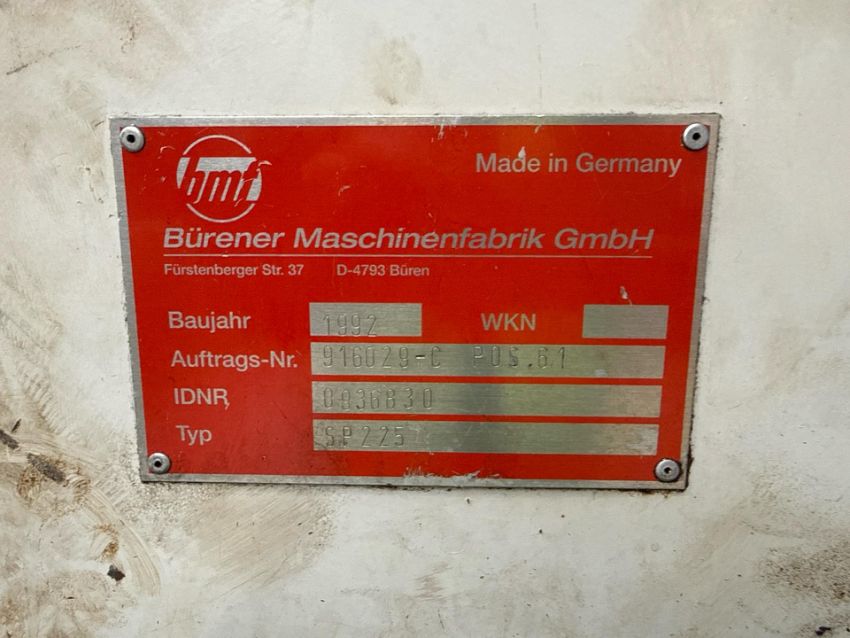 bmf
Made in Germany
Bürener Maschinenfabrik GmbH
Fürstenberger Str. 37 D-4793 Büren
Baujahr 1992 WKN
Auftrags-Nr. 916029-C POS.61
IDNR. 8836830
Typ SP225